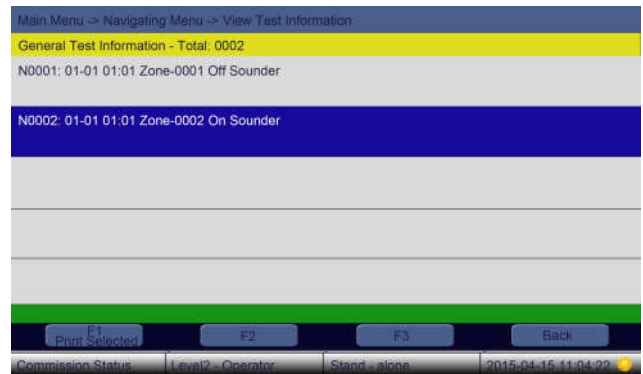 Main Menu -> Navigating Menu -> View Test Information
General Test Information - Total: 0002
N0001: 01-01 01:01 Zone-0001 Off Sounder
N0002: 01-01 01:01 Zone-0002 On Sounder
F1
Print Selected
F2
F3
Back
Commission Status
Level2 - Operator
Stand - alone
2015-04-15 11:04:22